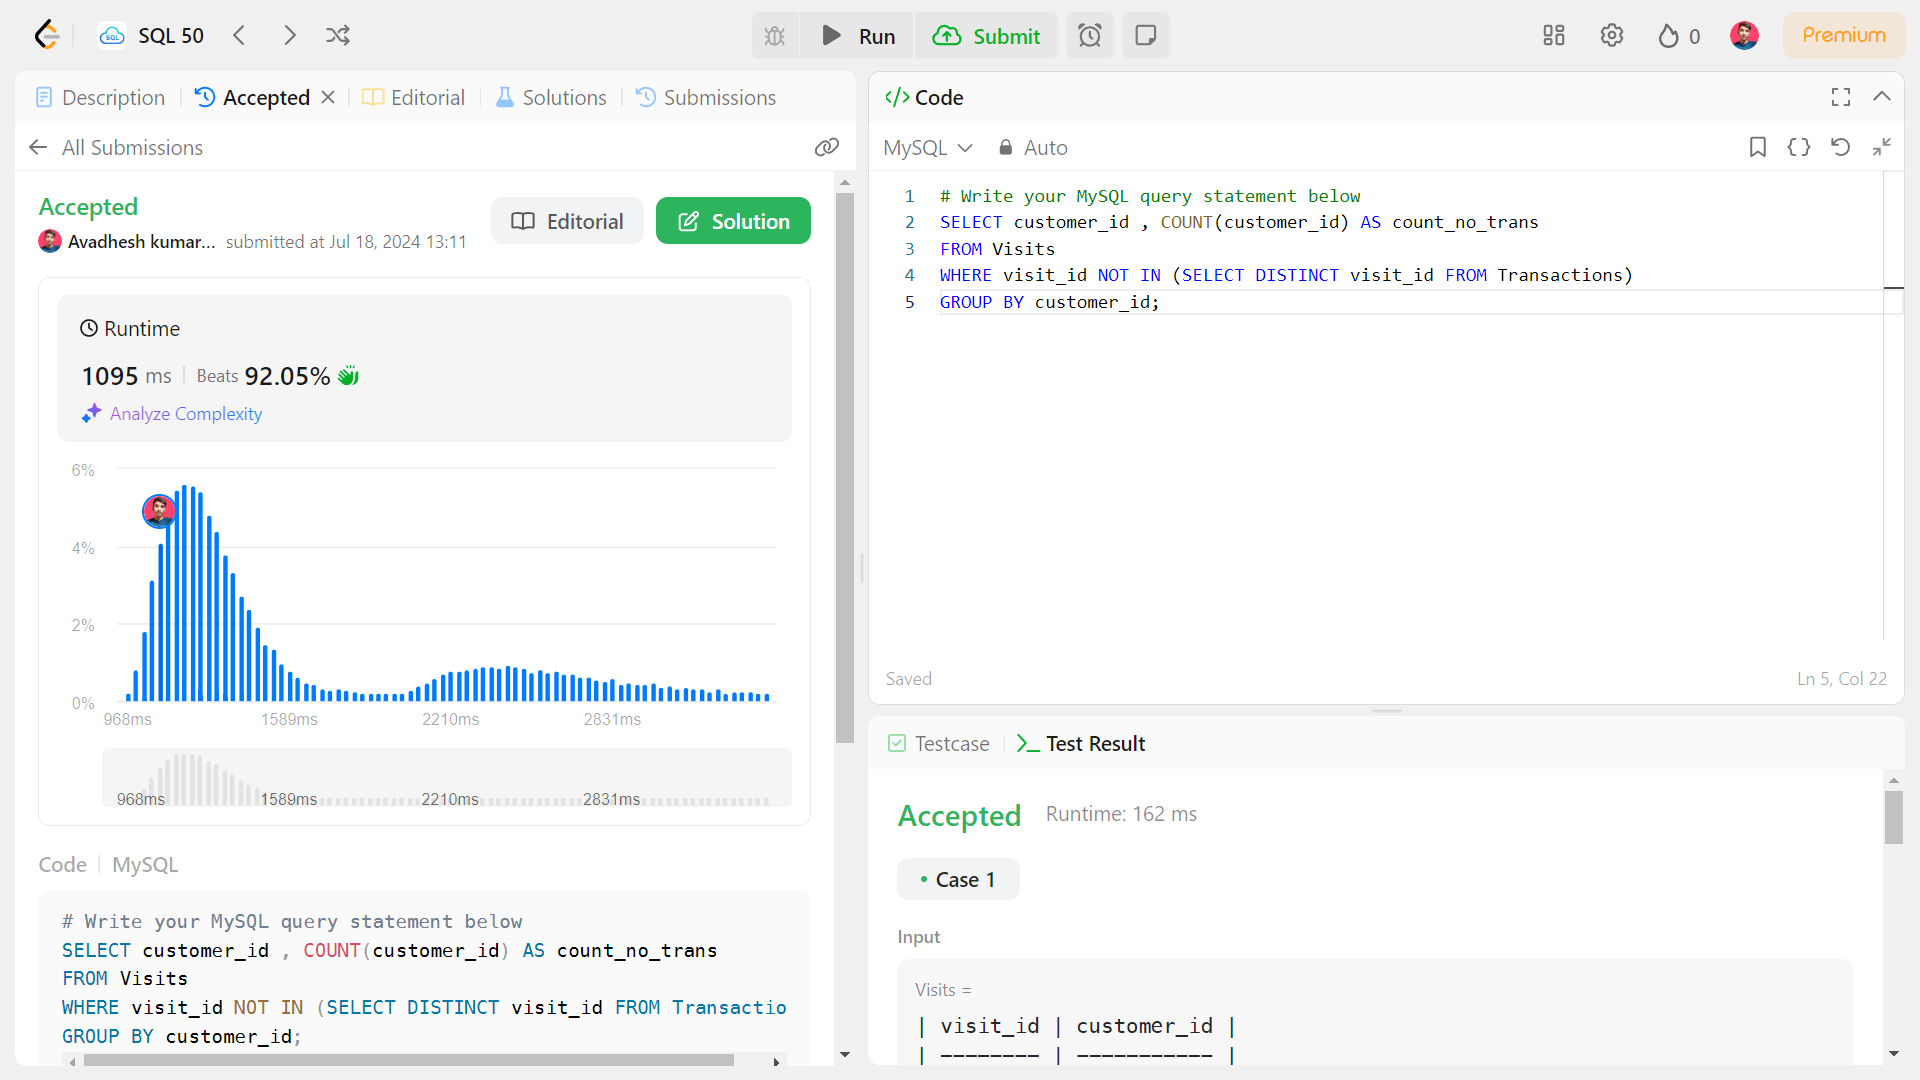 SQL 50
Run
Submit
0
Premium
Description
Accepted
Editorial
Solutions
Submissions
All Submissions
Accepted
Editorial
Solution
Avadhesh kumar... submitted at Jul 18, 2024 13:11
Runtime
1095 ms Beats 92.05%
Analyze Complexity
6%
4%
2%
0%
968ms 1589ms 2210ms 2831ms
968ms 1589ms 2210ms 2831ms
Code MySQL
# Write your MySQL query statement below
SELECT customer_id , COUNT(customer_id) AS count_no_trans
FROM Visits
WHERE visit_id NOT IN (SELECT DISTINCT visit_id FROM Transactio
GROUP BY customer_id;
</> Code
MySQL Auto
1 # Write your MySQL query statement below
2 SELECT customer_id , COUNT(customer_id) AS count_no_trans
3 FROM Visits
4 WHERE visit_id NOT IN (SELECT DISTINCT visit_id FROM Transactions)
5 GROUP BY customer_id;
Saved Ln 5, Col 22
Testcase
Test Result
Accepted Runtime: 162 ms
• Case 1
Input
Visits =
| visit_id | customer_id |
| -------- | ----------- |